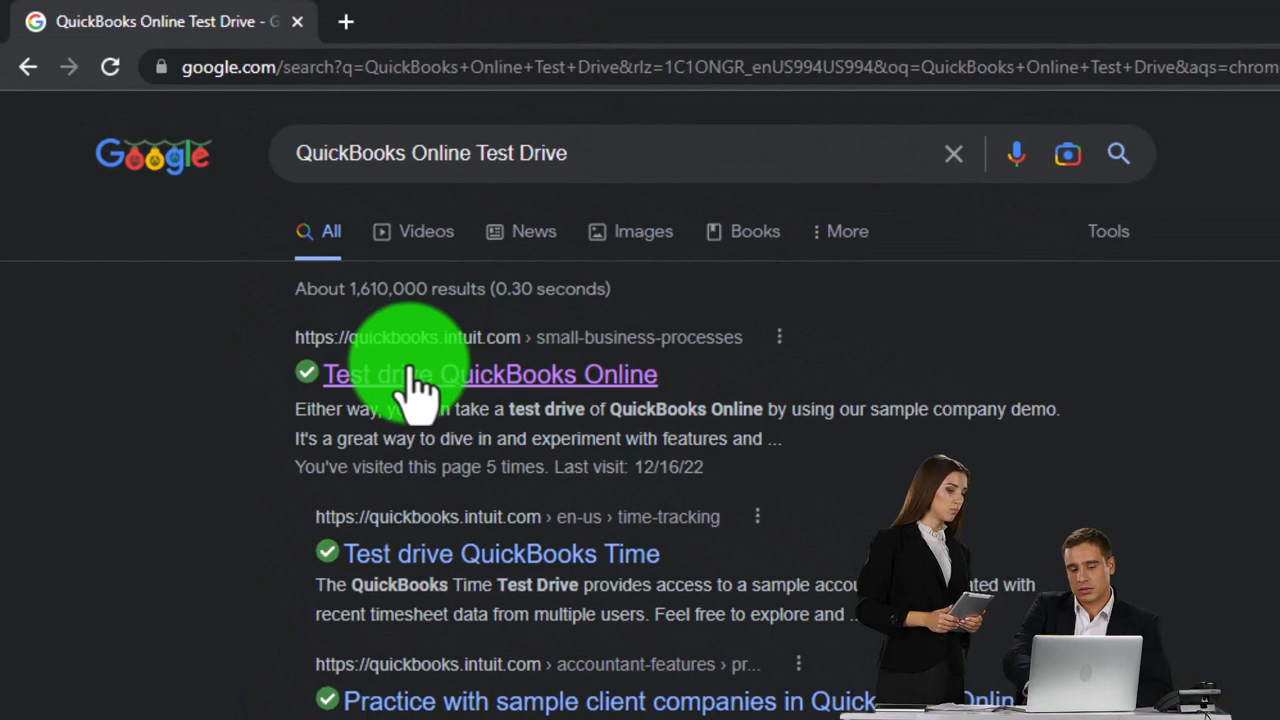 QuickBooks Online Test Drive - G
google.com/search?q=QuickBooks+Online+Test+Drive&rlz=1C1ONGR_enUS994US994&oq=QuickBooks+Online+Test+Drive&aqs=chrom
Google
QuickBooks Online Test Drive
All Videos News Images Books More Tools
About 1,610,000 results (0.30 seconds)
https://quickbooks.intuit.com › small-business-processes
Test drive QuickBooks Online
Either way, you can take a test drive of QuickBooks Online by using our sample company demo.
It's a great way to dive in and experiment with features and ...
You've visited this page 5 times. Last visit: 12/16/22
https://quickbooks.intuit.com › en-us › time-tracking
Test drive QuickBooks Time
The QuickBooks Time Test Drive provides access to a sample accou ated with
recent timesheet data from multiple users. Feel free to explore and ...
https://quickbooks.intuit.com › accountant-features › pr...
Practice with sample client companies in Quick Onlin